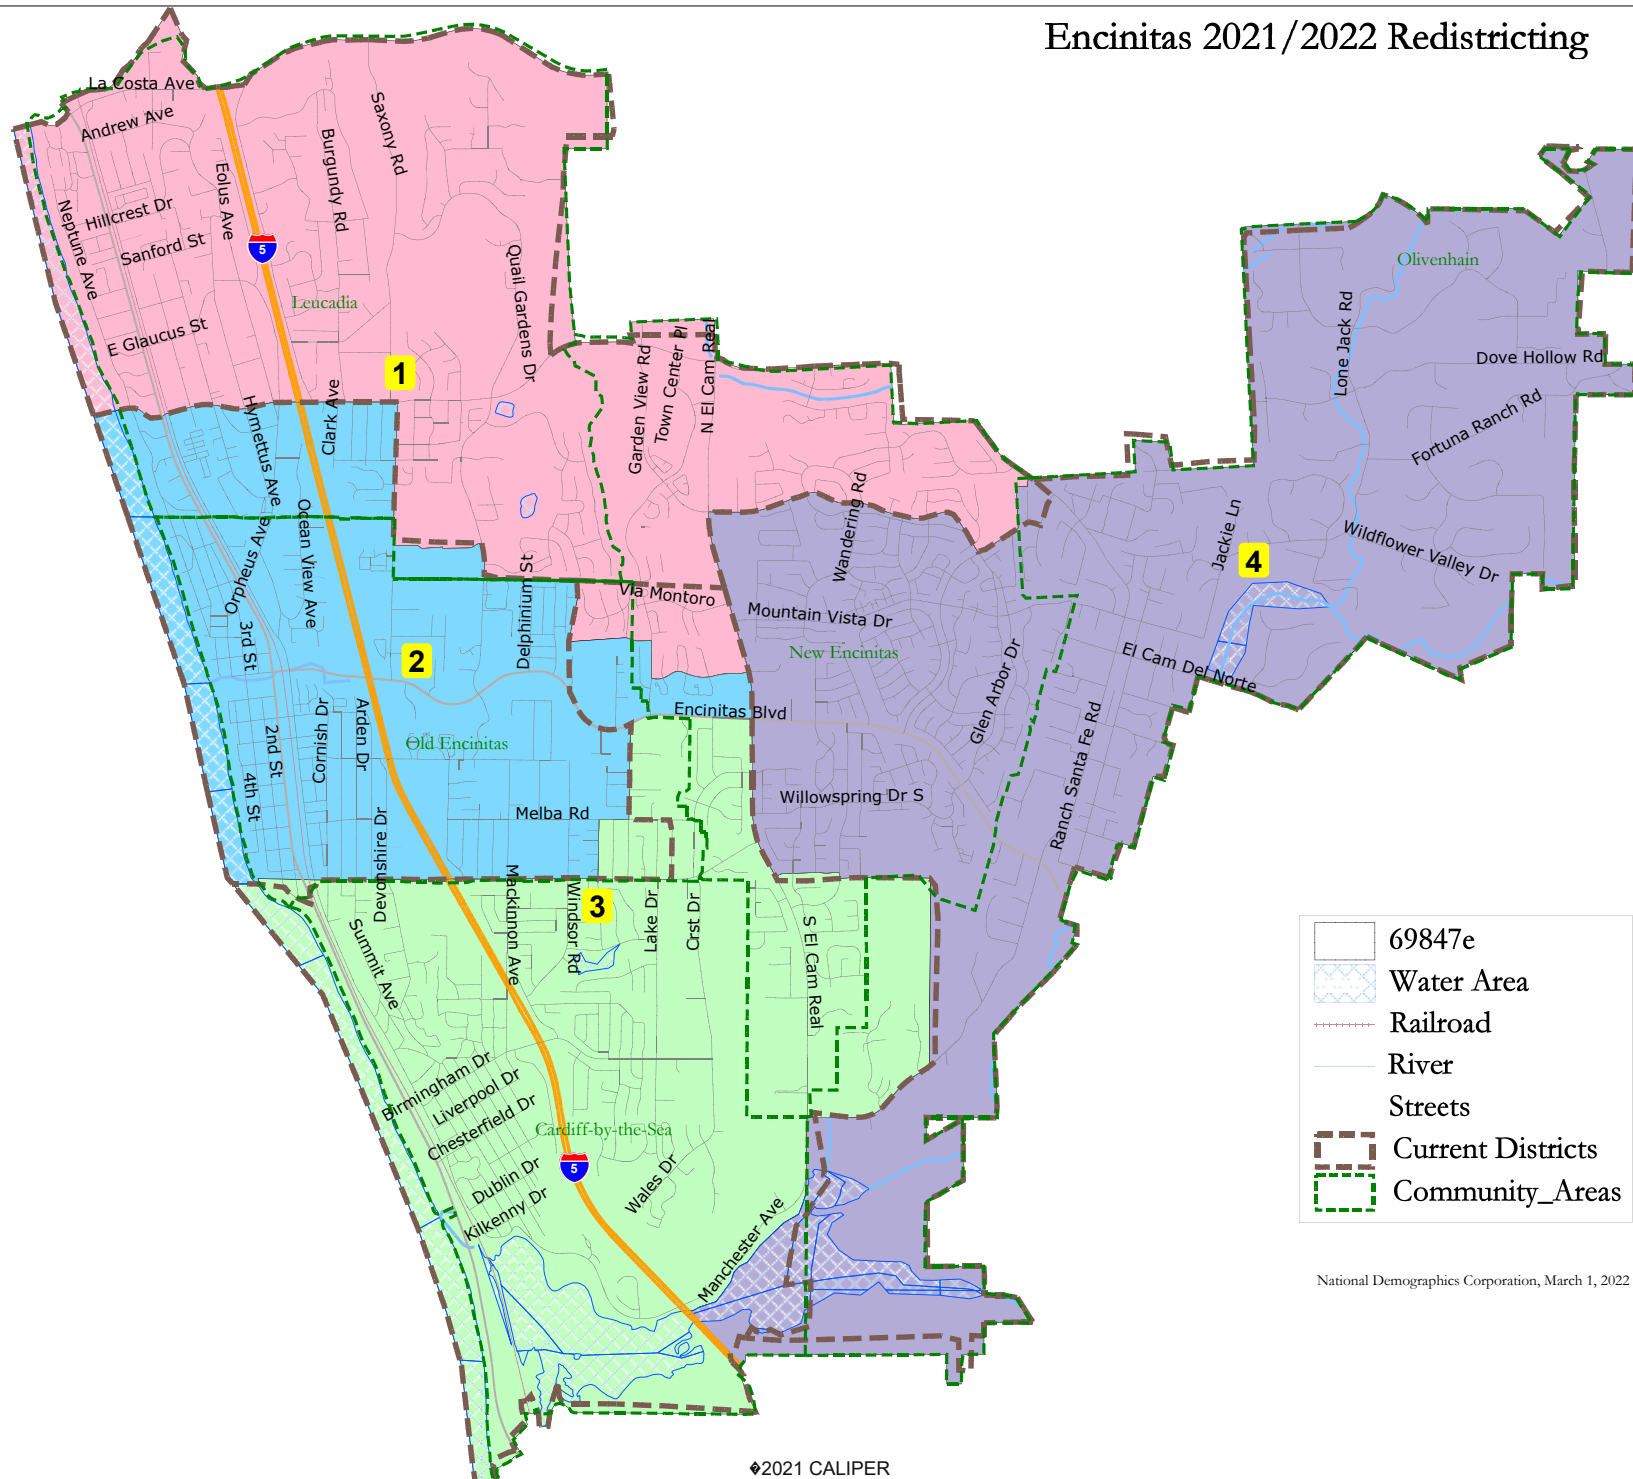 Encinitas 2021/2022 Redistricting
La Costa Ave
Andrew Ave
Saxony Rd
Burgundy Rd
Eolus Ave
Neptune Ave
Hillcrest Dr
Sanford St
5
Leucadia
E Glaucus St
Quail Gardens Dr
1
Garden View Rd
Town Center Pl
N El Cam Real
Clark Ave
Hymettus Ave
Olivenhain
Lone Jack Rd
Dove Hollow Rd
Fortuna Ranch Rd
Wandering Rd
Jackie Ln
Wildflower Valley Dr
4
Orpheus Ave
Ocean View Ave
Delphinium St
Via Montoro
Mountain Vista Dr
New Encinitas
3rd St
2
El Cam Del Norte
Glen Arbor Dr
Ranch Santa Fe Rd
Encinitas Blvd
2nd St
Cornish Dr
Arden Dr
Old Encinitas
4th St
Melba Rd
Willowspring Dr S
Devonshire Dr
Mackinnon Ave
Windsor Rd
3
Lake Dr
Crst Dr
S El Cam Real
Summit Ave
Birmingham Dr
Liverpool Dr
Chesterfield Dr
Cardiff-by-the-Sea
5
Dublin Dr
Kilkenny Dr
Wales Dr
Manchester Ave
69847e
Water Area
Railroad
River
Streets
Current Districts
Community_Areas
National Demographics Corporation, March 1, 2022
�2021 CALIPER